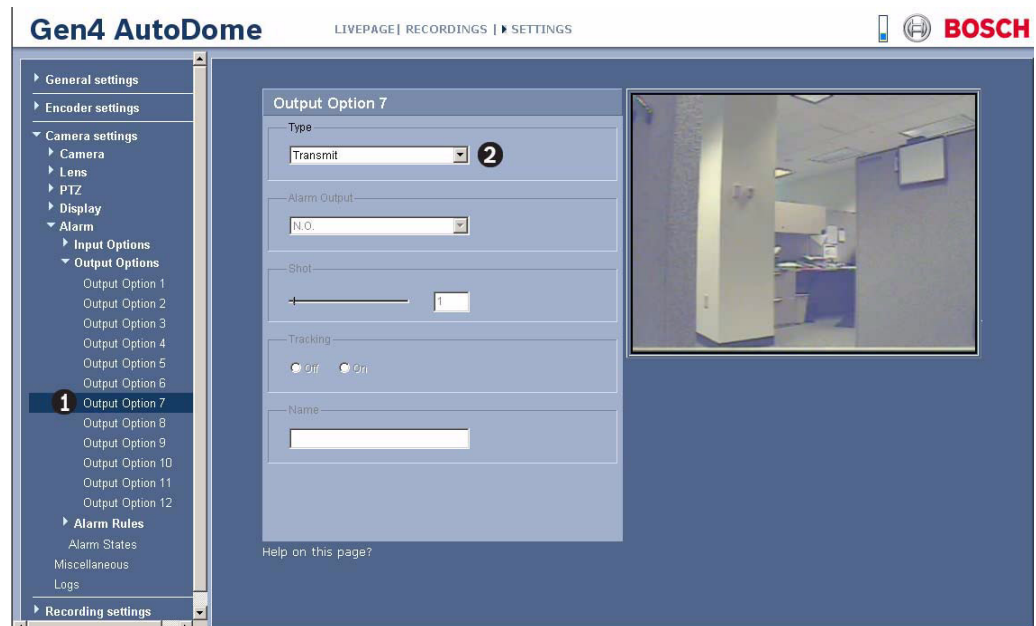 Gen4 AutoDome
LIVEPAGE| RECORDINGS | SETTINGS
BOSCH
General settings
Encoder settings
Camera settings
Camera
Lens
PTZ
Display
Alarm
Input Options
Output Options
Output Option 1
Output Option 2
Output Option 3
Output Option 4
Output Option 5
Output Option 6
1 Output Option 7
Output Option 8
Output Option 9
Output Option 10
Output Option 11
Output Option 12
Alarm Rules
Alarm States
Miscellaneous
Logs
Recording settings
Output Option 7
Type
Transmit 2
Alarm Output
N.O.
Shot
1
Tracking
Off On
Name
Help on this page?